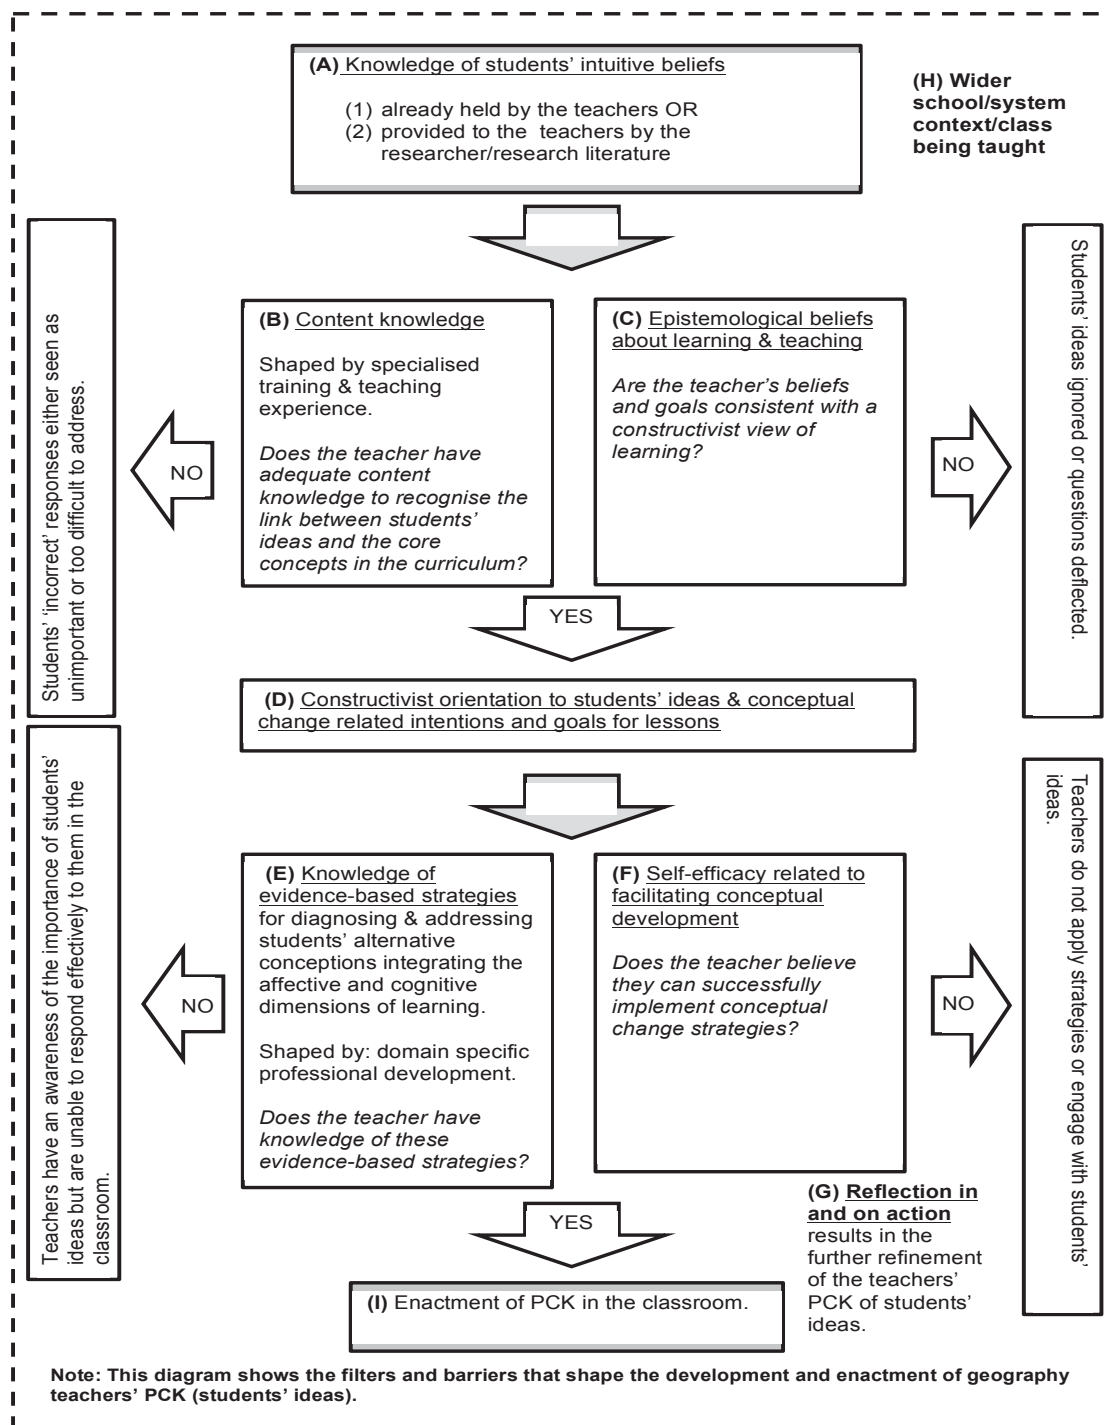 (A) Knowledge of students' intuitive beliefs
(1) already held by the teachers OR
(2) provided to the teachers by the
researcher/research literature
(H) Wider
school/system
context/class
being taught
Students' 'incorrect' responses either seen as
unimportant or too difficult to address.
NO
(B) Content knowledge
Shaped by specialised
training & teaching
experience.
Does the teacher have
adequate content
knowledge to recognise the
link between students'
ideas and the core
concepts in the curriculum?
(C) Epistemological beliefs
about learning & teaching
Are the teacher's beliefs
and goals consistent with a
constructivist view of
learning?
NO
Students' ideas ignored or questions deflected.
YES
(D) Constructivist orientation to students' ideas & conceptual
change related intentions and goals for lessons
Teachers have an awareness of the importance of students'
ideas but are unable to respond effectively to them in the
classroom.
NO
(E) Knowledge of
evidence-based strategies
for diagnosing & addressing
students' alternative
conceptions integrating the
affective and cognitive
dimensions of learning.
Shaped by: domain specific
professional development.
Does the teacher have
knowledge of these
evidence-based strategies?
(F) Self-efficacy related to
facilitating conceptual
development
Does the teacher believe
they can successfully
implement conceptual
change strategies?
NO
Teachers do not apply strategies or engage with students'
ideas.
YES
(G) Reflection in
and on action
results in the
further refinement
of the teachers'
PCK of students'
ideas.
(I) Enactment of PCK in the classroom.
Note: This diagram shows the filters and barriers that shape the development and enactment of geography
teachers' PCK (students' ideas).